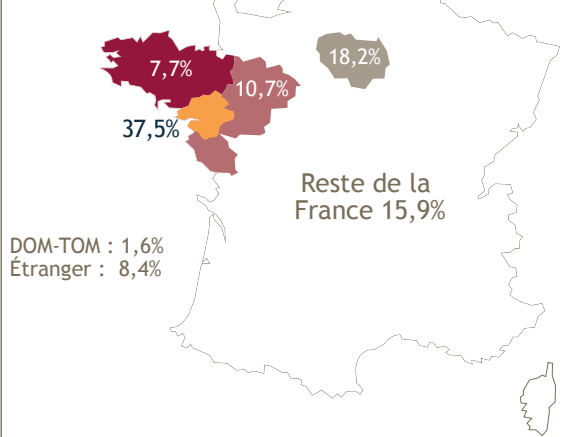 18,2%
7,7%
10,7%
37,5%
Reste de la
France 15,9%
DOM-TOM : 1,6%
Étranger : 8,4%